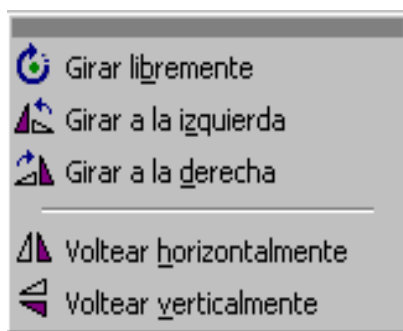 Girar libremente
Girar a la izquierda
Girar a la derecha
Voltear horizontalmente
Voltear verticalmente